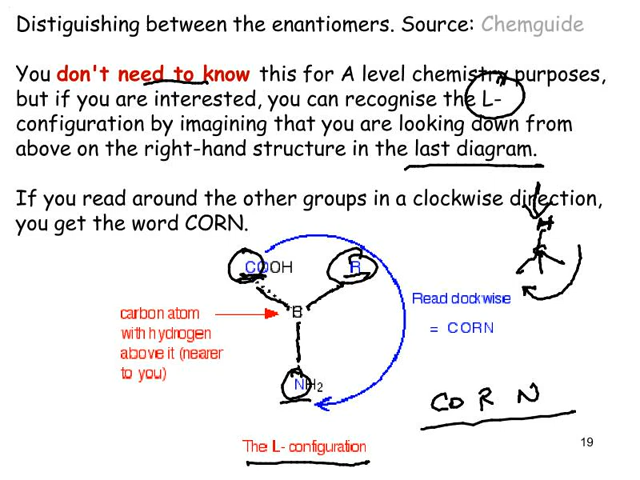 Distiguishing between the enantiomers. Source: Chemguide
You don't need to know this for A level chemistry purposes,
but if you are interested, you can recognise the L-
configuration by imagining that you are looking down from
above on the right-hand structure in the last diagram.
If you read around the other groups in a clockwise direction,
you get the word CORN.
H
COOH
R
Read clockwise
= CORN
carbon atom
with hydrogen
above it (nearer
to you)
NH2
CO R N
The L- configuration
19